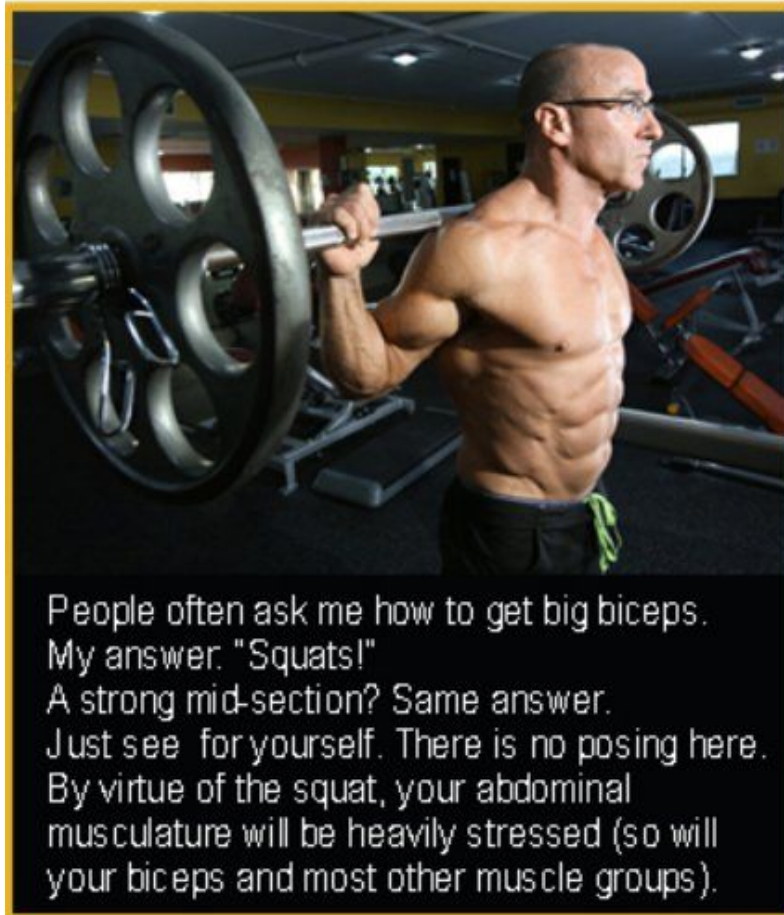 People often ask me how to get big biceps.
My answer: "Squats!"
A strong mid-section? Same answer.
Just see for yourself. There is no posing here.
By virtue of the squat, your abdominal
musculature will be heavily stressed (so will
your biceps and most other muscle groups).